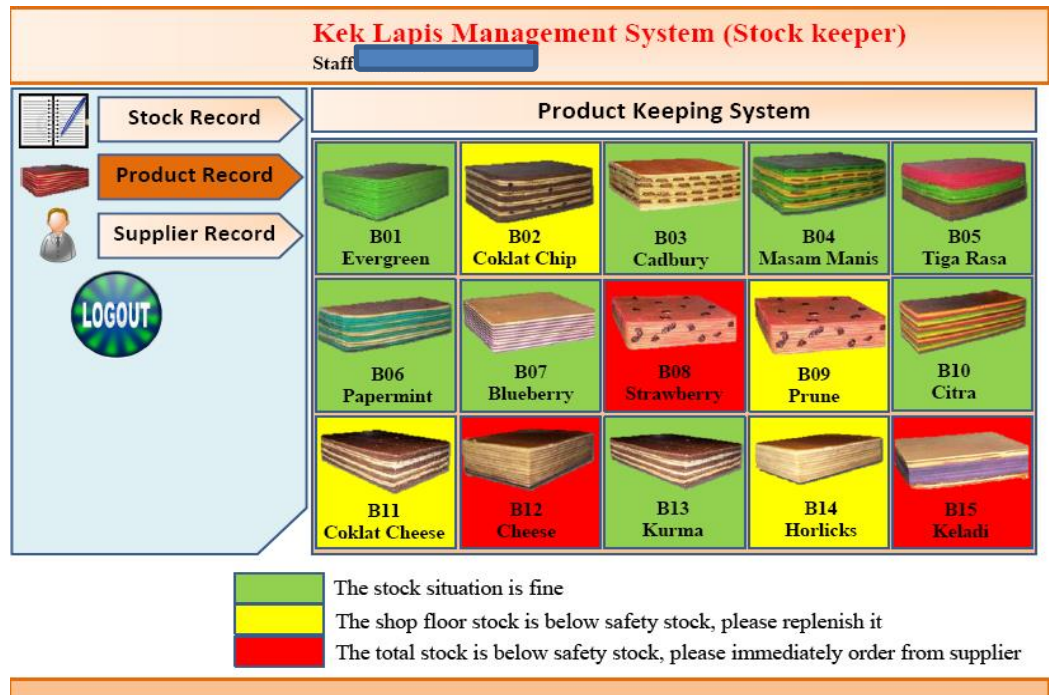 Kek Lapis Management System (Stock keeper)
Staff
Stock Record
Product Record
Supplier Record
LOGOUT
Product Keeping System
B01
Evergreen
B02
Coklat Chip
B03
Cadbury
B04
Masam Manis
B05
Tiga Rasa
B06
Papermint
B07
Blueberry
B08
Strawberry
B09
Prune
B10
Citra
B11
Coklat Cheese
B12
Cheese
B13
Kurma
B14
Horlicks
B15
Keladi
The stock situation is fine
The shop floor stock is below safety stock, please replenish it
The total stock is below safety stock, please immediately order from supplier